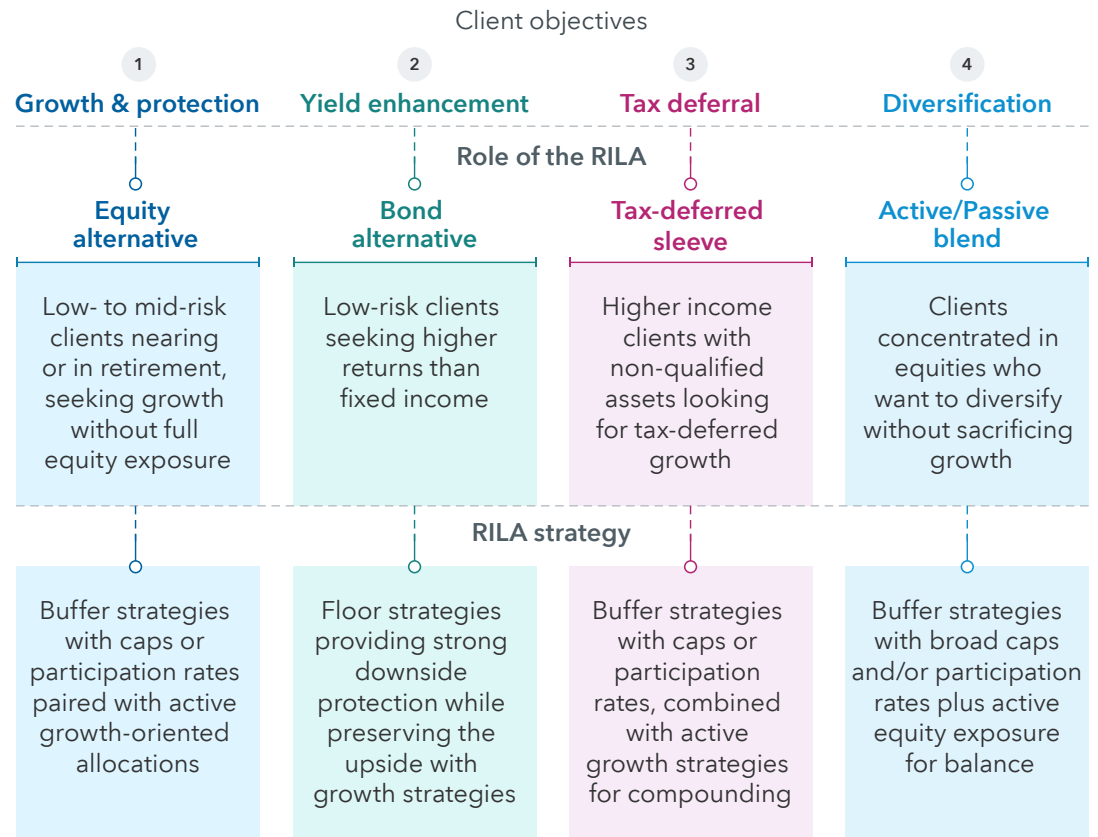 Client objectives
1
Growth & protection
2
Yield enhancement
3
Tax deferral
4
Diversification
Role of the RILA
Equity
alternative
Bond
alternative
Tax-deferred
sleeve
Active/Passive
blend
Low- to mid-risk
clients nearing
or in retirement,
seeking growth
without full
equity exposure
Low-risk clients
seeking higher
returns than
fixed income
Higher income
clients with
non-qualified
assets looking
for tax-deferred
growth
Clients
concentrated in
equities who
want to diversify
without sacrificing
growth
RILA strategy
Buffer strategies
with caps or
participation rates
paired with active
growth-oriented
allocations
Floor strategies
providing strong
downside
protection while
preserving the
upside with
growth strategies
Buffer strategies
with caps or
participation
rates, combined
with active
growth strategies
for compounding
Buffer strategies
with broad caps
and/or participation
rates plus active
equity exposure
for balance